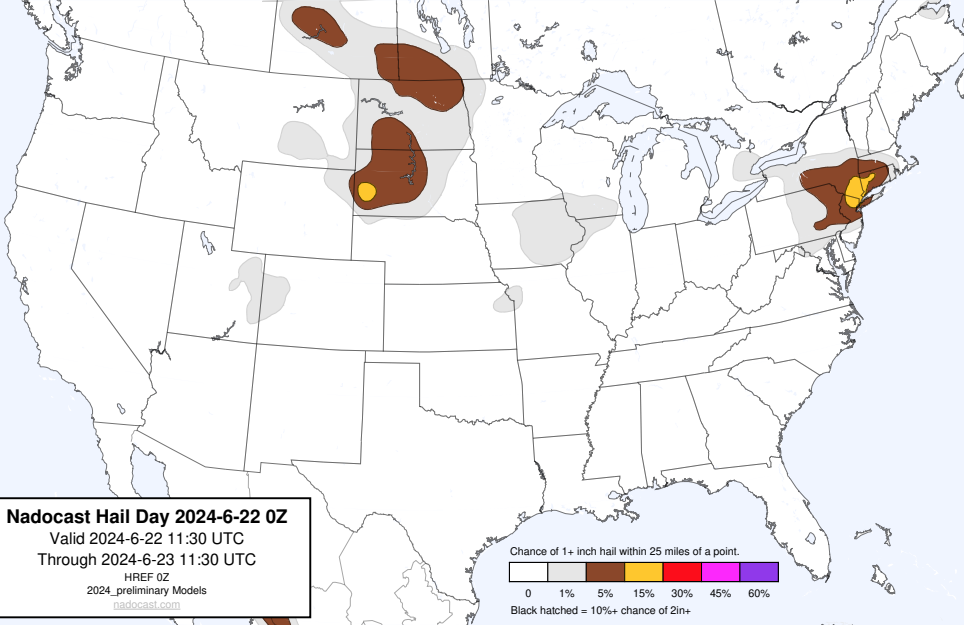 Nadocast Hail Day 2024-6-22 0Z
Valid 2024-6-22 11:30 UTC
Through 2024-6-23 11:30 UTC
HREF 0Z
2024_preliminary Models
nadocast.com
Chance of 1+ inch hail within 25 miles of a point.
0 1% 5% 15% 30% 45% 60%
Black hatched = 10%+ chance of 2in+